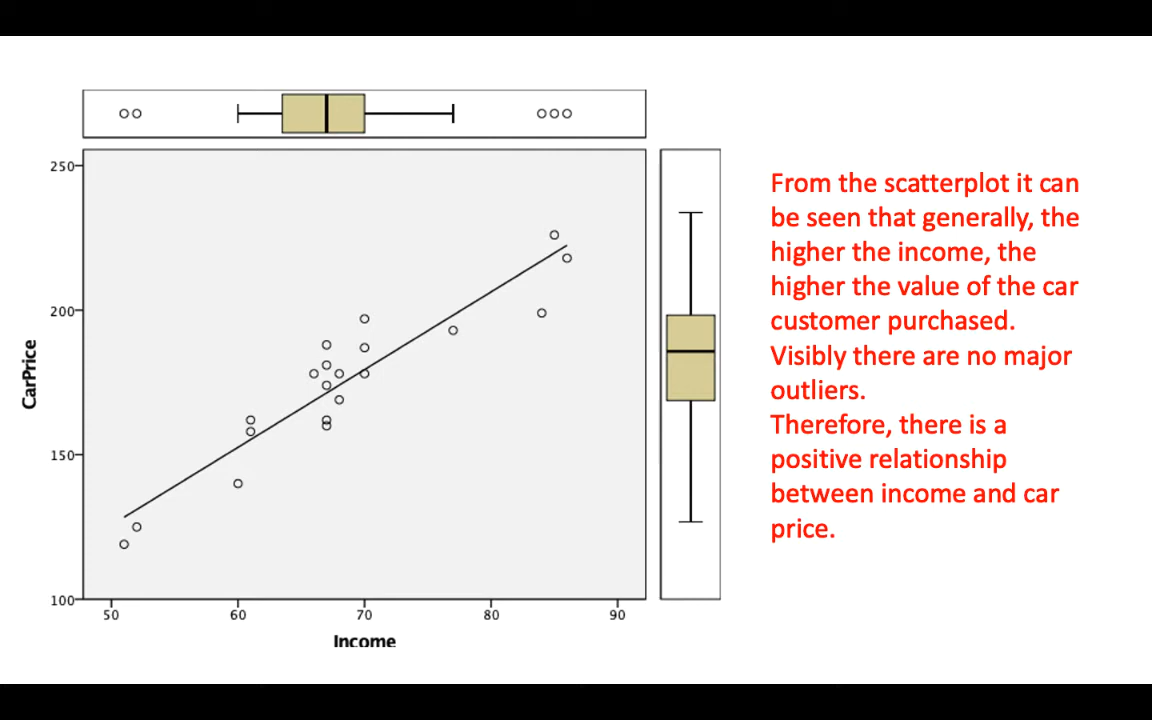 250
200
150
100
CarPrice
50 60 70 80 90
Income
From the scatterplot it can
be seen that generally, the
higher the income, the
higher the value of the car
customer purchased.
Visibly there are no major
outliers.
Therefore, there is a
positive relationship
between income and car
price.